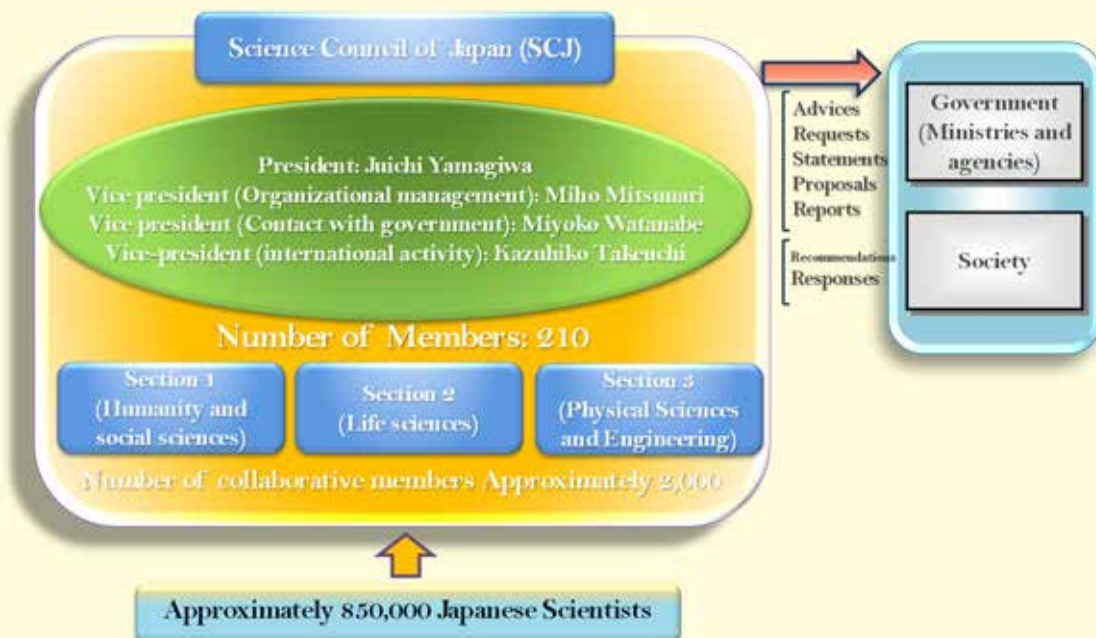 Science Council of Japan (SCJ)
President: Juichi Yamagiwa
Vice president (Organizational management): Miho Mitsunari
Vice president (Contact with government): Miyoko Watanabe
Vice-president (international activity): Kazuhiko Takeuchi
Number of Members: 210
Section 1
(Humanity and
social sciences)
Section 2
(Life sciences)
Section 3
(Physical Sciences
and Engineering)
Number of collaborative members Approximately 2,000
Approximately 850,000 Japanese Scientists
Advices
Requests
Statements
Proposals
Reports
Recommendations
Responses
Government
(Ministries and
agencies)
Society